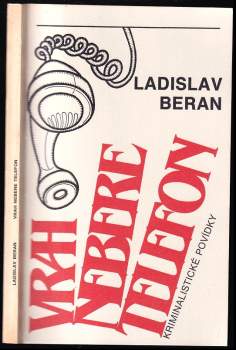 LADISLAV
BERAN
VRAH
NEBERE
TELEFON
KRIMINALISTICKÉ POVÍDKY
LADISLAV BERAN
VRAH NEBERE TELEFON